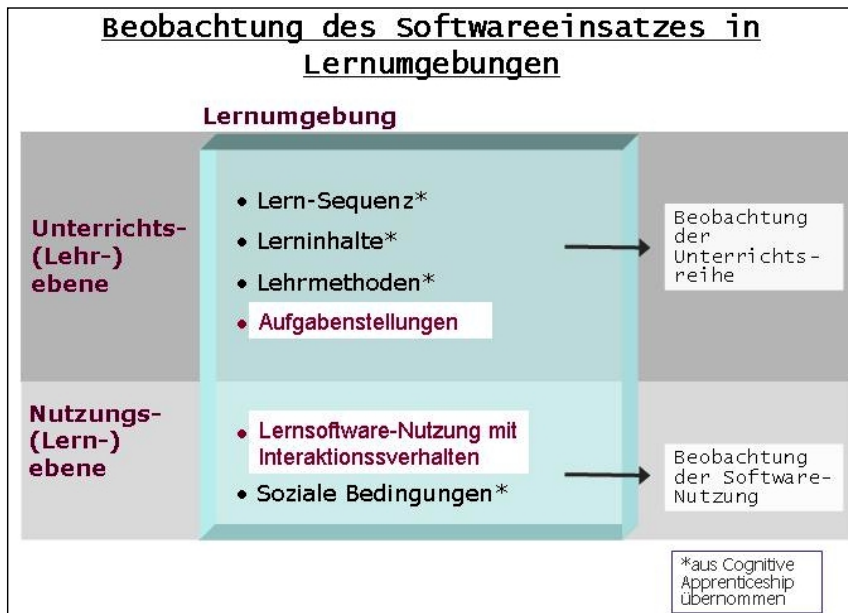 Beobachtung des Softwareeinsatzes in
Lernumgebungen
Lernumgebung
Unterrichts-
(Lehr-)
ebene
• Lern-Sequenz*
• Lerninhalte*
• Lehrmethoden*
• Aufgabenstellungen
Beobachtung
der
Unterrichts-
reihe
Nutzungs-
(Lern-)
ebene
• Lernsoftware-Nutzung mit
Interaktionssverhalten
• Soziale Bedingungen*
Beobachtung
der Software-
Nutzung
*aus Cognitive
Apprenticeship
übernommen